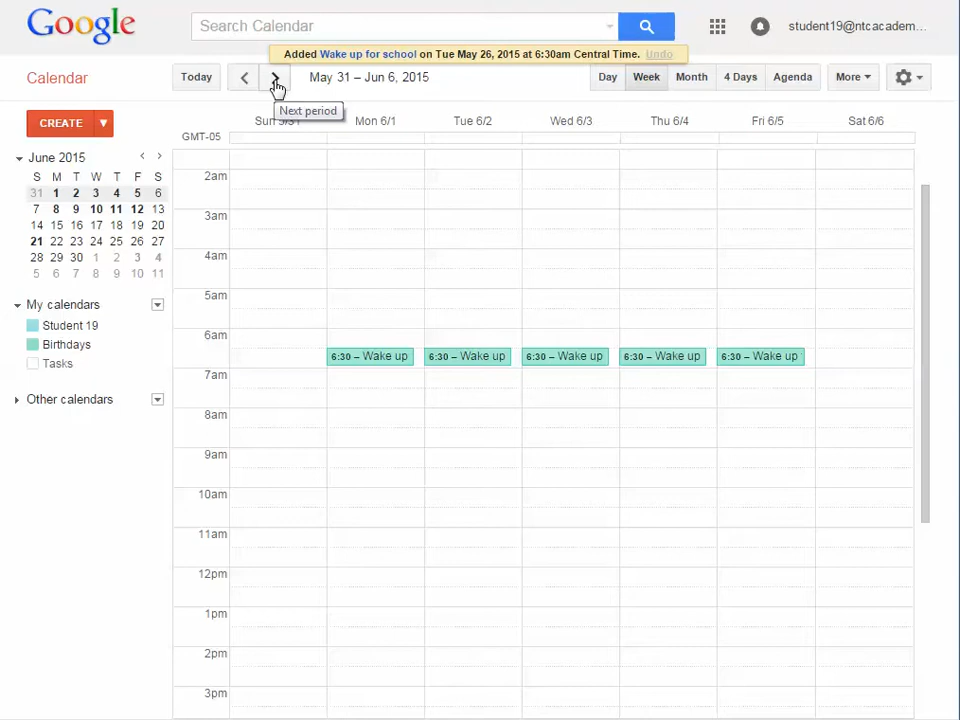 Google
Search Calendar
student19@ntcacadem...
Added Wake up for school on Tue May 26, 2015 at 6:30am Central Time. Undo
Calendar
Today
May 31 – Jun 6, 2015
Day Week Month 4 Days Agenda More
Next period
CREATE
Sun 5/31 Mon 6/1 Tue 6/2 Wed 6/3 Thu 6/4 Fri 6/5 Sat 6/6
GMT-05
June 2015
S M T W T F S
31 1 2 3 4 5 6
7 8 9 10 11 12 13
14 15 16 17 18 19 20
21 22 23 24 25 26 27
28 29 30 1 2 3 4
5 6 7 8 9 10 11
My calendars
Student 19
Birthdays
Tasks
Other calendars
2am
3am
4am
5am
6am
6:30 – Wake up 6:30 – Wake up 6:30 – Wake up 6:30 – Wake up 6:30 – Wake up
7am
8am
9am
10am
11am
12pm
1pm
2pm
3pm